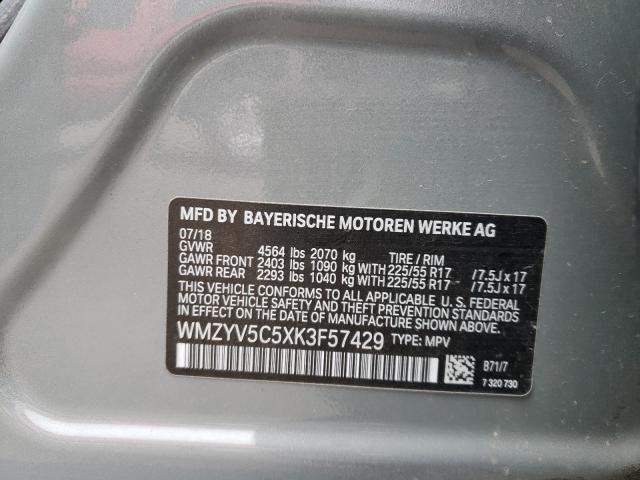 MFD BY BAYERISCHE MOTOREN WERKE AG
07/18
GVWR 4564 lbs 2070 kg TIRE / RIM
GAWR FRONT 2403 lbs 1090 kg WITH 225/55 R17 /7.5J x 17
GAWR REAR 2293 lbs 1040 kg WITH 225/55 R17 /7.5J x 17
THIS VEHICLE CONFORMS TO ALL APPLICABLE U.S. FEDERAL
MOTOR VEHICLE SAFETY AND THEFT PREVENTION STANDARDS
IN EFFECT ON THE DATE OF MANUFACTURE SHOWN ABOVE.
WMZYV5C5XK3F57429 TYPE: MPV
B71/7
7 320 730